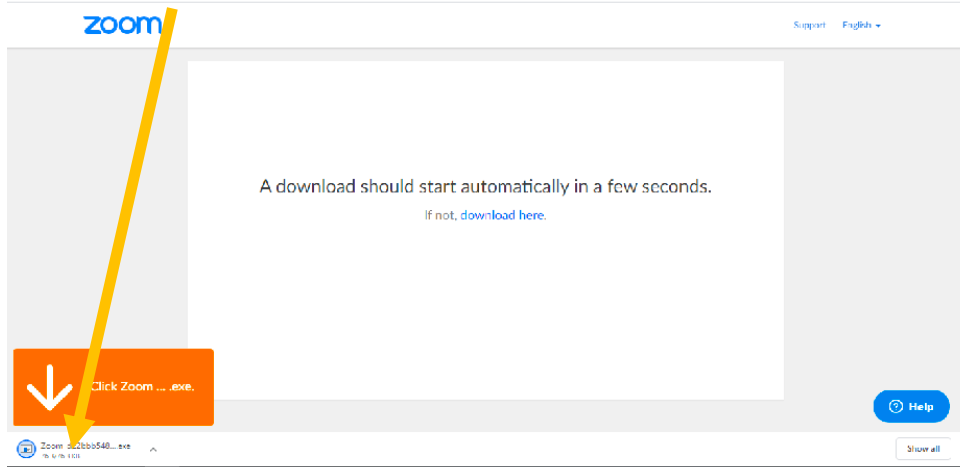 zoom
Support English
A download should start automatically in a few seconds.
If not, download here.
Click Zoom ... .exe.
Help
.exe
Show all